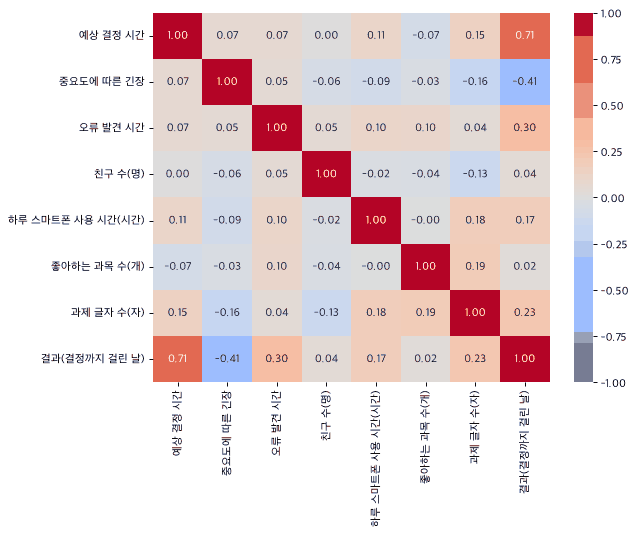 예상 결정 시간 1.00 0.07 0.07 0.00 0.11 -0.07 0.15 0.71
중요도에 따른 긴장 0.07 1.00 0.05 -0.06 -0.09 -0.03 -0.16 -0.41
오류 발견 시간 0.07 0.05 1.00 0.05 0.10 0.10 0.04 0.30
친구 수(명) 0.00 -0.06 0.05 1.00 -0.02 -0.04 -0.13 0.04
하루 스마트폰 사용 시간(시간) 0.11 -0.09 0.10 -0.02 1.00 -0.00 0.18 0.17
좋아하는 과목 수(개) -0.07 -0.03 0.10 -0.04 -0.00 1.00 0.19 0.02
과제 글자 수(자) 0.15 -0.16 0.04 -0.13 0.18 0.19 1.00 0.23
결과(결정까지 걸린 날) 0.71 -0.41 0.30 0.04 0.17 0.02 0.23 1.00
예상 결정 시간
중요도에 따른 긴장
오류 발견 시간
친구 수(명)
하루 스마트폰 사용 시간(시간)
좋아하는 과목 수(개)
과제 글자 수(자)
결과(결정까지 걸린 날)
1.00
0.75
0.50
0.25
0.00
-0.25
-0.50
-0.75
-1.00